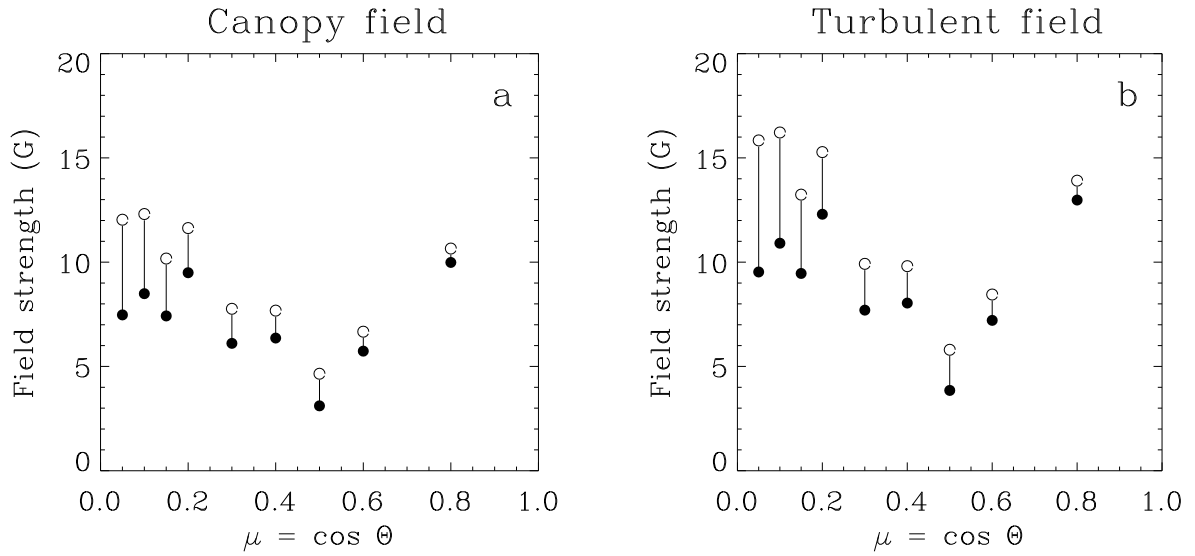 Canopy field
a
Field strength (G)
20
15
10
5
0
0.0 0.2 0.4 0.6 0.8 1.0
μ = cos Θ
Turbulent field
b
Field strength (G)
20
15
10
5
0
0.0 0.2 0.4 0.6 0.8 1.0
μ = cos Θ